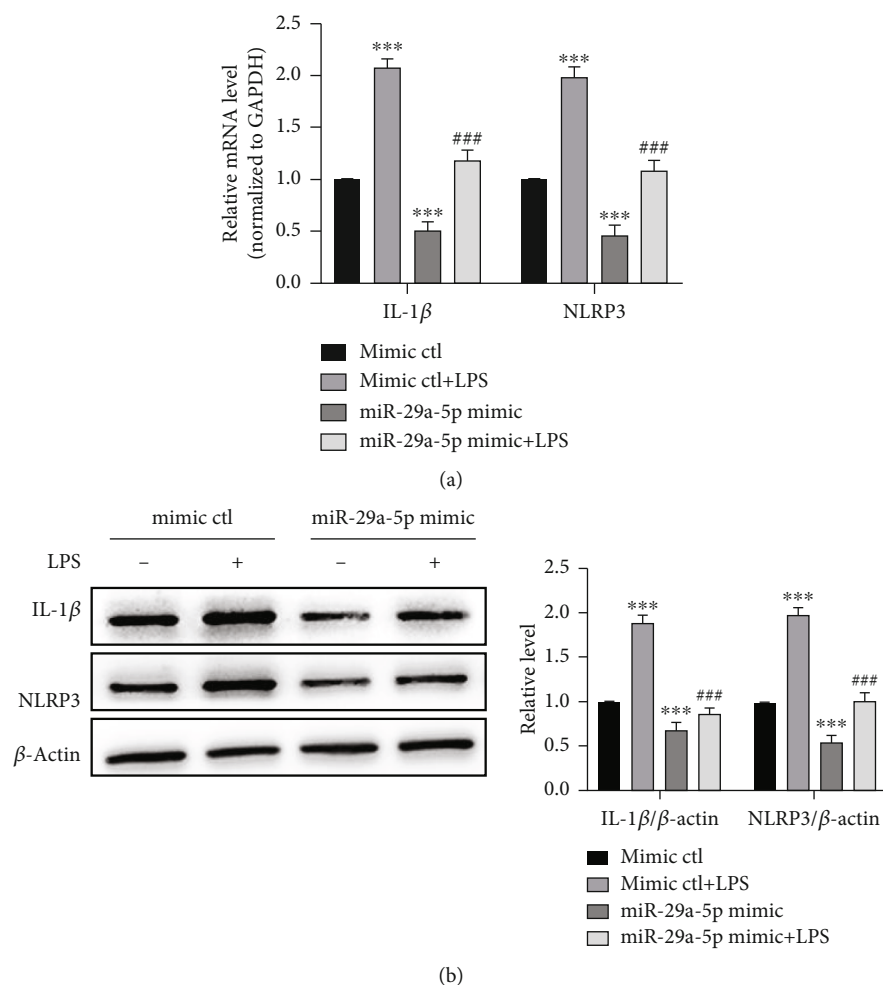 2.5
2.0
1.5
1.0
0.5
0.0
Relative mRNA level
(normalized to GAPDH)
***
***
###
***
***
###
IL-1β
NLRP3
Mimic ctl
Mimic ctl+LPS
miR-29a-5p mimic
miR-29a-5p mimic+LPS
(a)
mimic ctl
miR-29a-5p mimic
LPS
–
+
–
+
IL-1β
NLRP3
β-Actin
2.5
2.0
1.5
1.0
0.5
0.0
Relative level
***
***
###
***
***
###
IL-1β/β-actin
NLRP3/β-actin
Mimic ctl
Mimic ctl+LPS
miR-29a-5p mimic
miR-29a-5p mimic+LPS
(b)